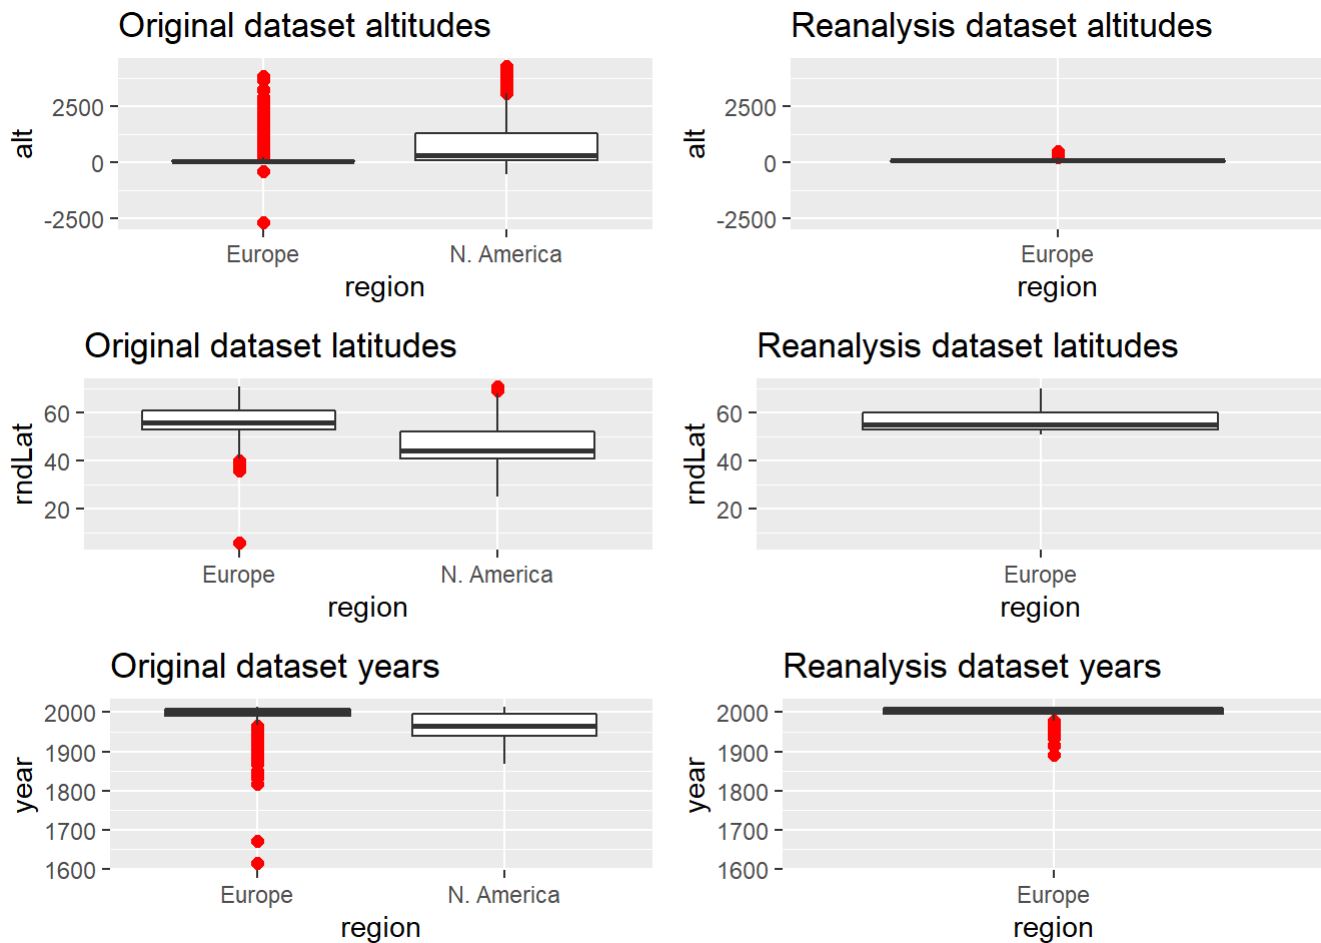 Original dataset altitudes
alt
2500
0
-2500
Europe
N. America
region
Reanalysis dataset altitudes
alt
2500
0
-2500
Europe
region
Original dataset latitudes
rndLat
60
40
20
Europe
N. America
region
Reanalysis dataset latitudes
rndLat
60
40
20
Europe
region
Original dataset years
year
2000
1900
1800
1700
1600
Europe
N. America
region
Reanalysis dataset years
year
2000
1900
1800
1700
1600
Europe
region